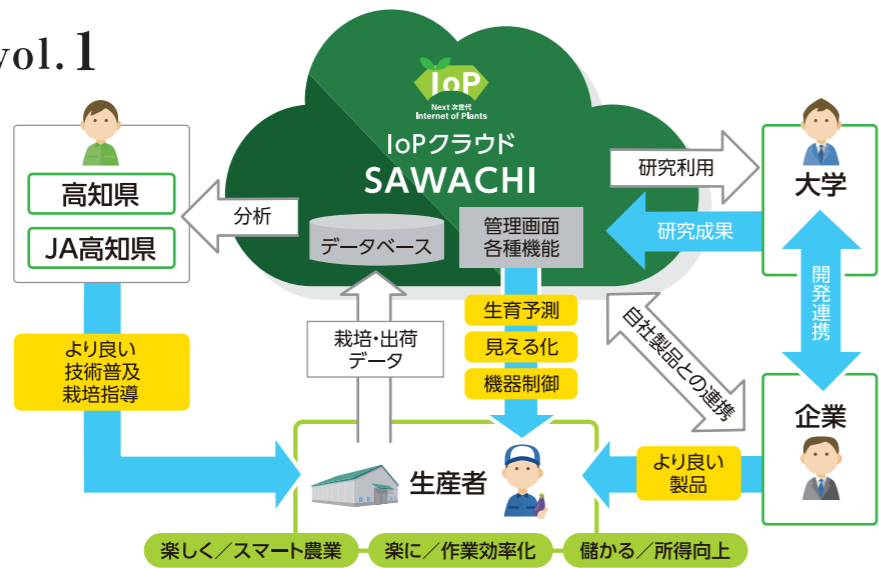 vol.1
IoP
Next 次世代
Internet of Plants
IoPクラウド
SAWACHI
高知県
JA高知県
分析
データベース
管理画面
各種機能
研究利用
研究成果
大学
開発連携
企業
自社製品との連携
より良い
技術普及
栽培指導
栽培・出荷
データ
生育予測
見える化
機器制御
生産者
より良い
製品
楽しく／スマート農業
楽に／作業効率化
儲かる／所得向上